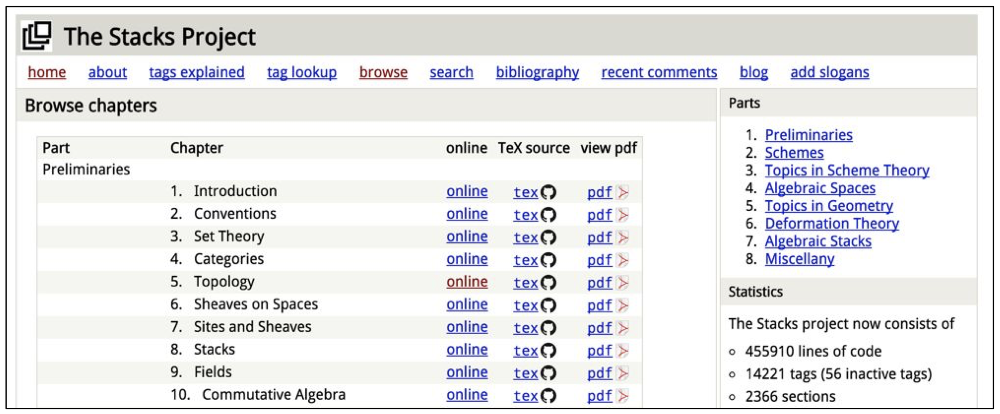 The Stacks Project
home about tags explained tag lookup browse search bibliography recent comments blog add slogans
Browse chapters
Part Chapter online TeX source view pdf
Preliminaries
1. Introduction online tex pdf
2. Conventions online tex pdf
3. Set Theory online tex pdf
4. Categories online tex pdf
5. Topology online tex pdf
6. Sheaves on Spaces online tex pdf
7. Sites and Sheaves online tex pdf
8. Stacks online tex pdf
9. Fields online tex pdf
10. Commutative Algebra online tex pdf
Parts
1. Preliminaries
2. Schemes
3. Topics in Scheme Theory
4. Algebraic Spaces
5. Topics in Geometry
6. Deformation Theory
7. Algebraic Stacks
8. Miscellany
Statistics
The Stacks project now consists of
455910 lines of code
14221 tags (56 inactive tags)
2366 sections